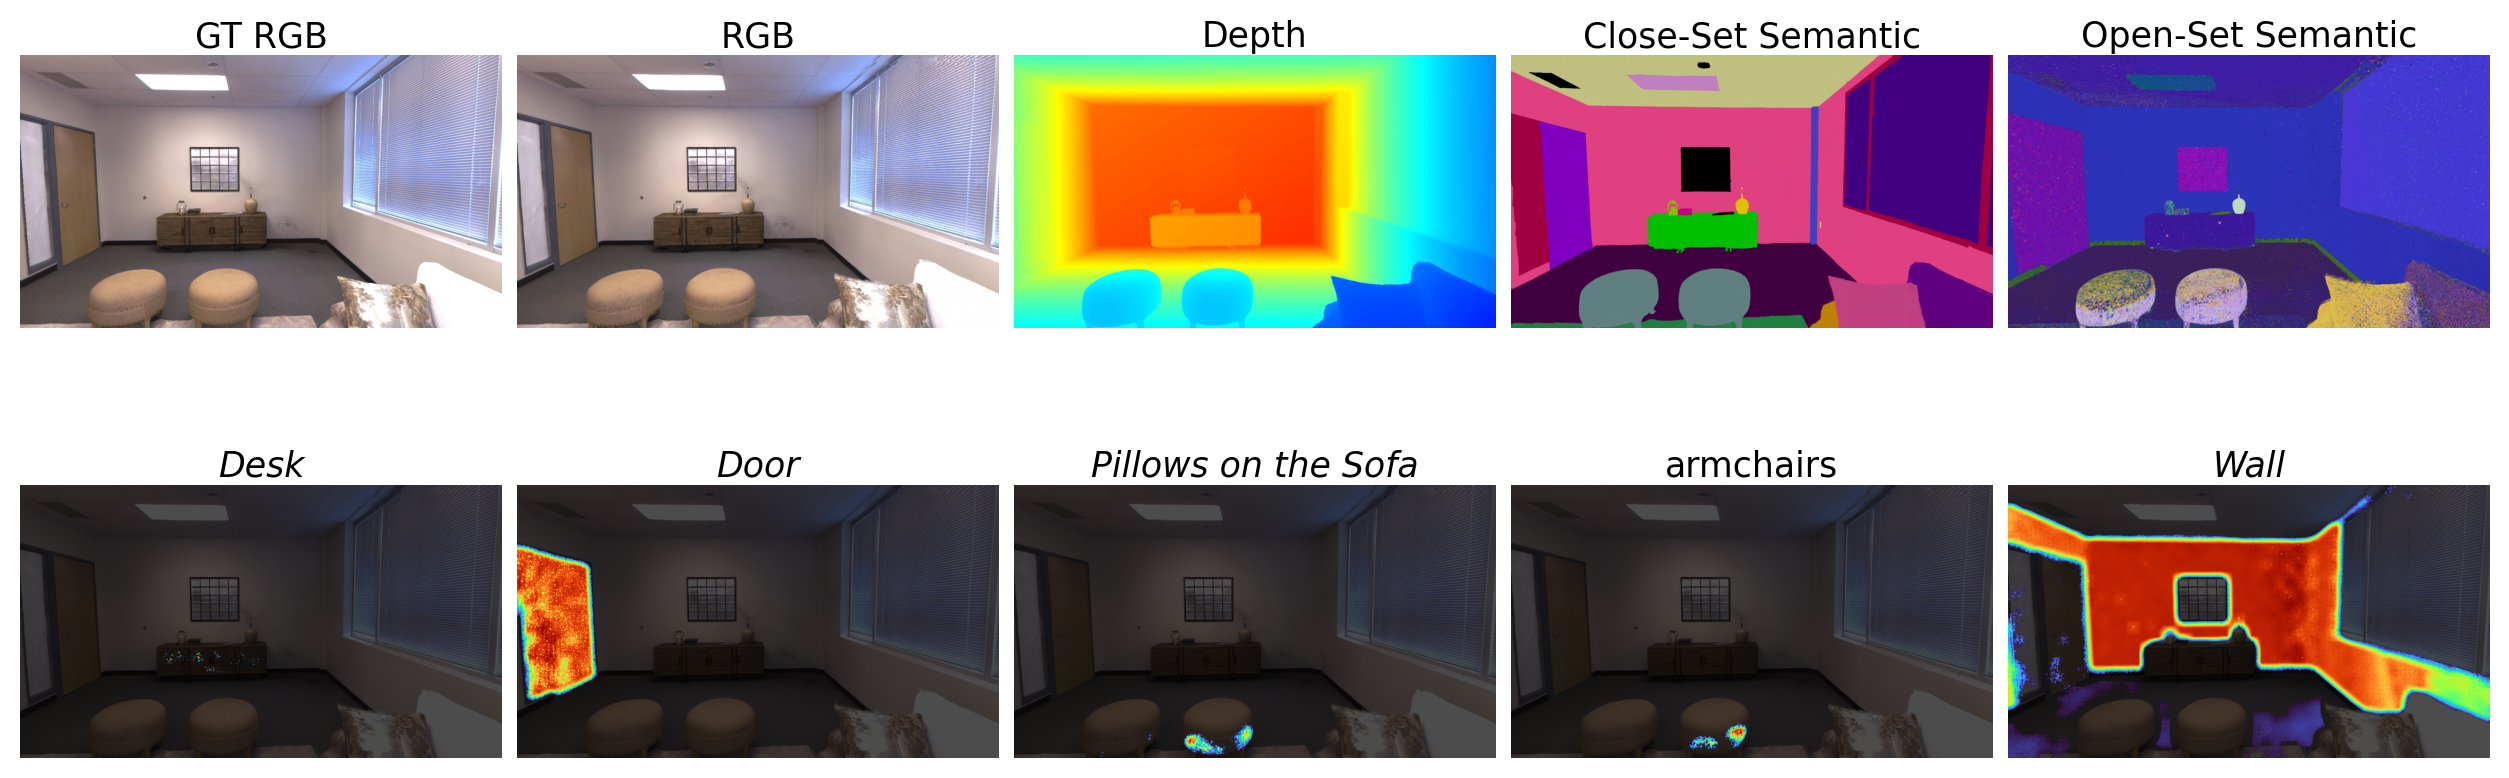 GT RGB
RGB
Depth
Close-Set Semantic
Open-Set Semantic
Desk
Door
Pillows on the Sofa
armchairs
Wall